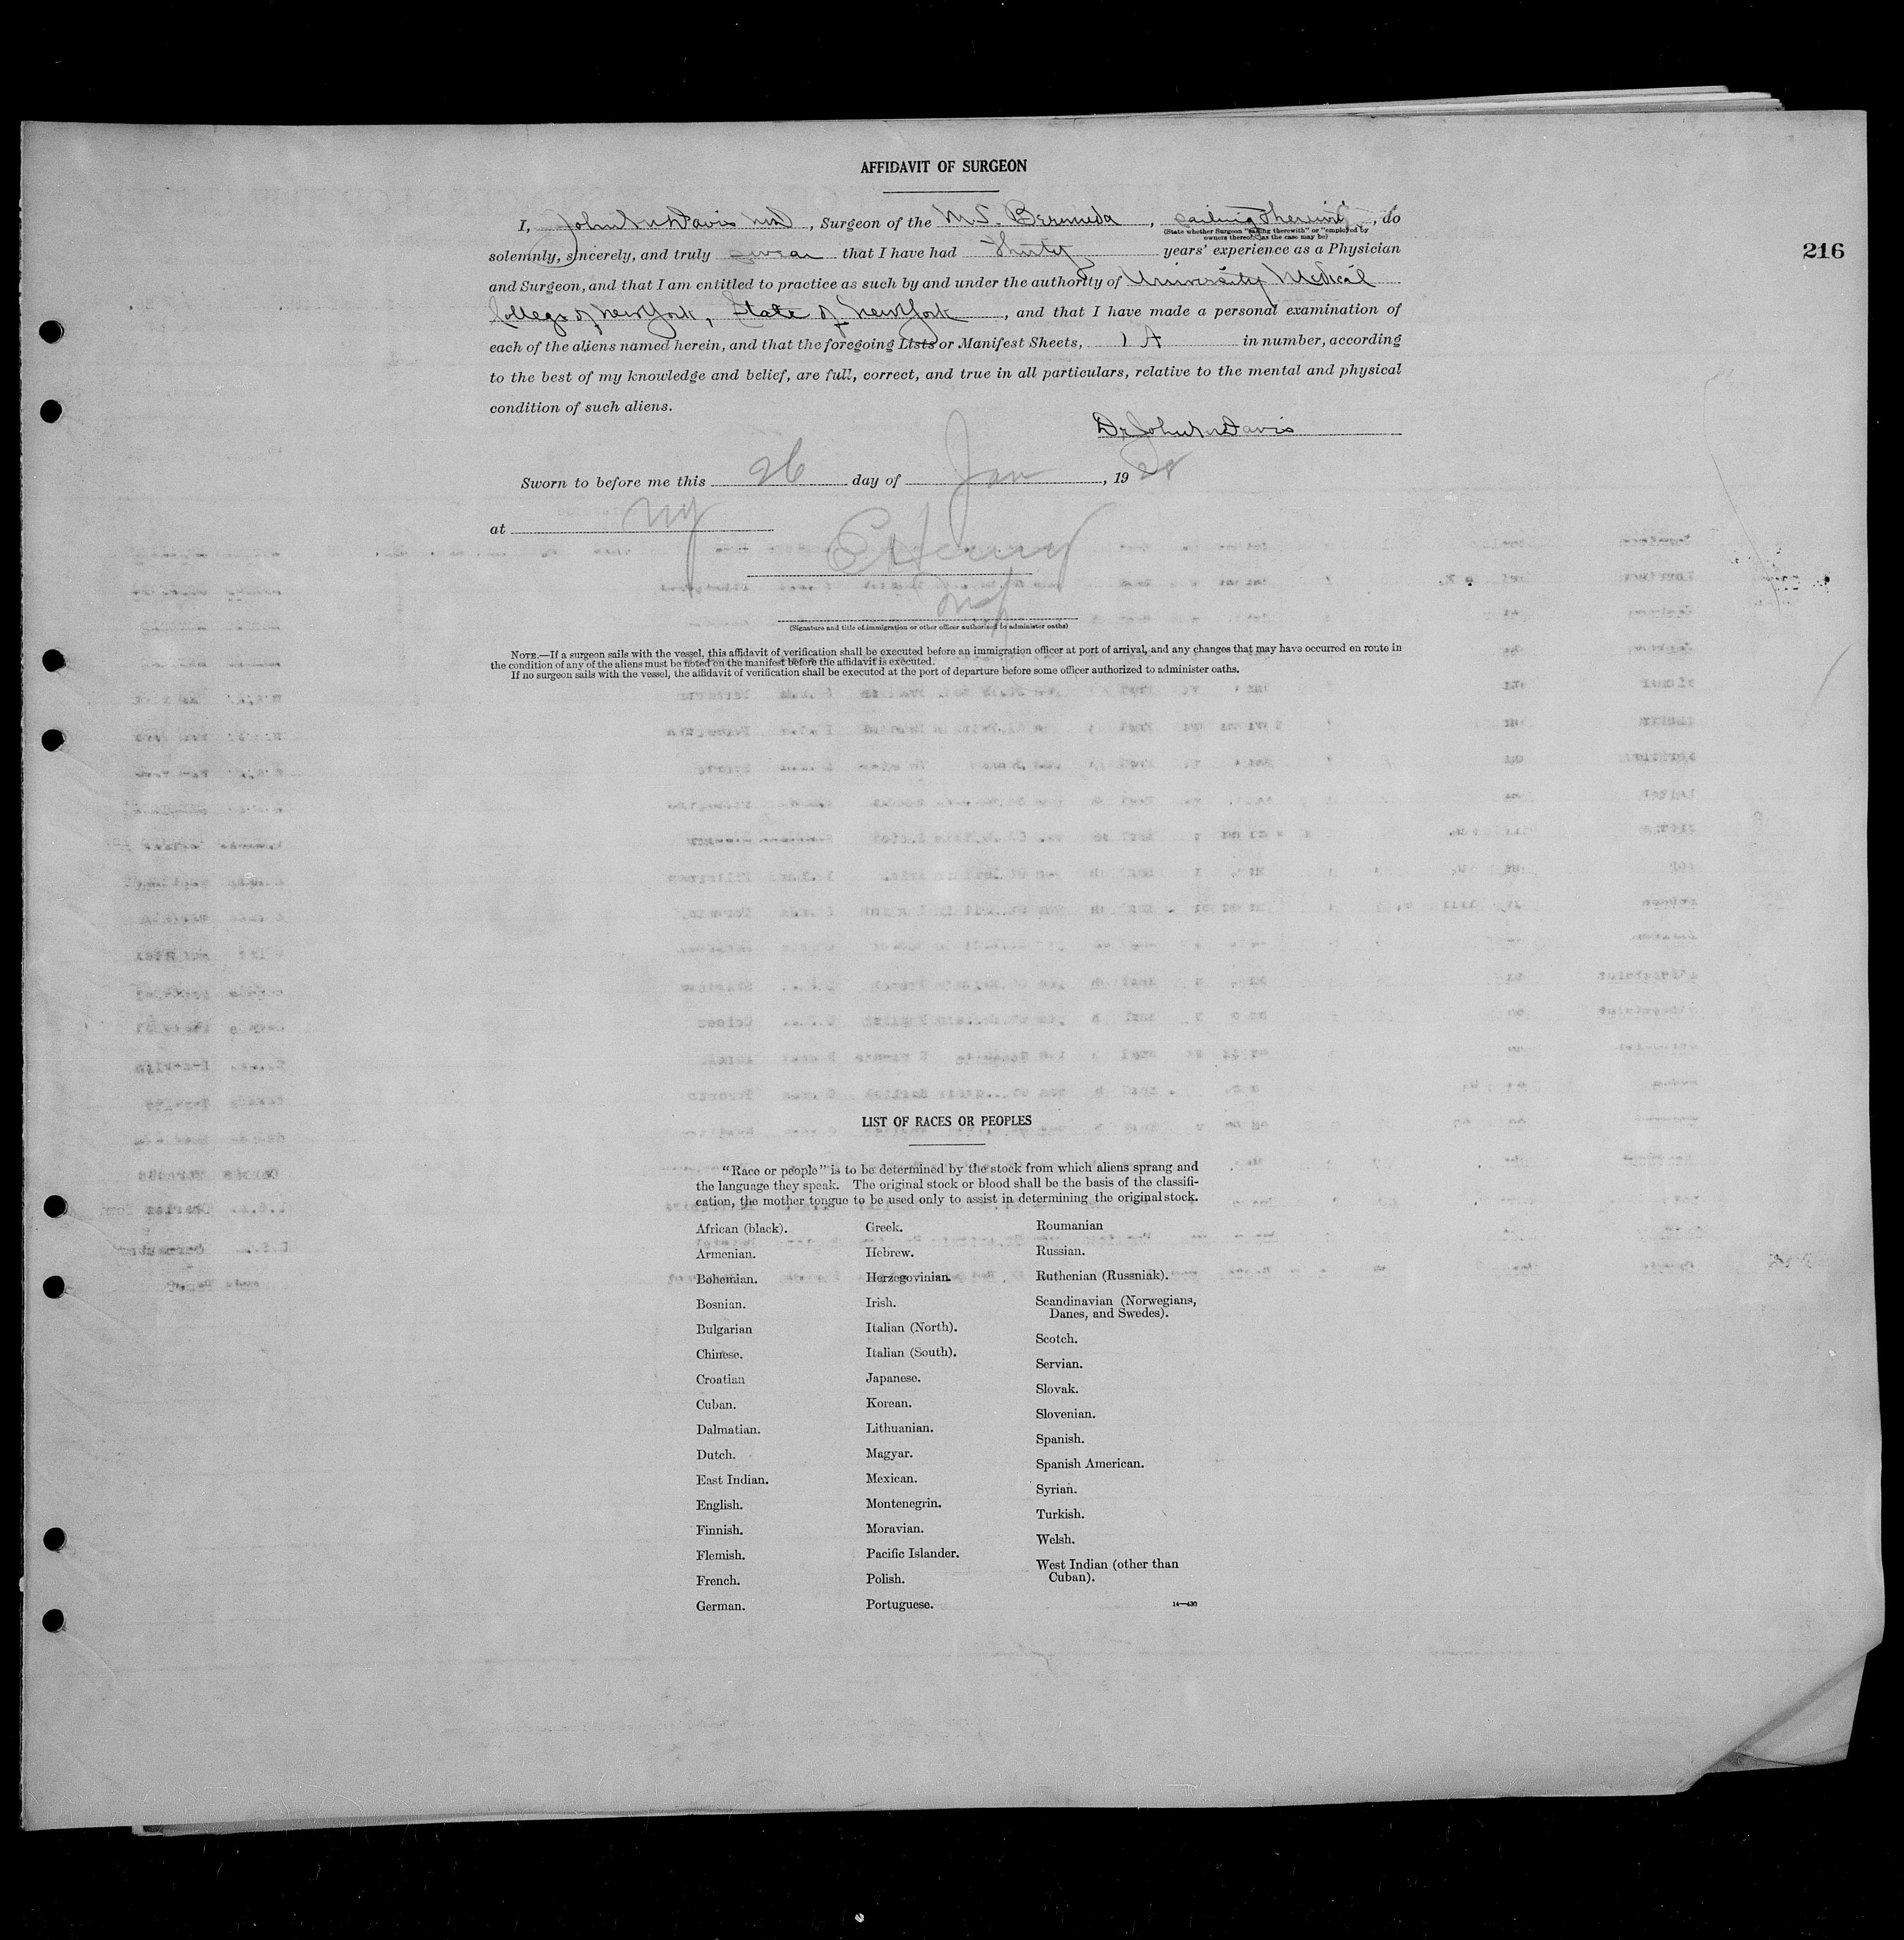 AFFIDAVIT OF SURGEON
I, John Davis MD, Surgeon of the M.S. Bermuda, sailing therewith, do
(State whether Surgeon "sailing therewith" or "employed by
owners thereof," as the case may be)
216
solemnly, sincerely, and truly swear that I have had Thirty years' experience as a Physician
and Surgeon, and that I am entitled to practice as such by and under the authority of University Medical
College of New York, State of New York, and that I have made a personal examination of
each of the aliens named herein, and that the foregoing Lists or Manifest Sheets, 1 A in number, according
to the best of my knowledge and belief, are full, correct, and true in all particulars, relative to the mental and physical
condition of such aliens.
Dr John Davis
Sworn to before me this 26 day of Jan, 1928
at NY
(Signature and title of immigration or other officer authorized to administer oaths)
NOTE.—If a surgeon sails with the vessel, this affidavit of verification shall be executed before an immigration officer at port of arrival, and any changes that may have occurred en route in
the condition of any of the aliens must be noted on the manifest before the affidavit is executed.
If no surgeon sails with the vessel, the affidavit of verification shall be executed at the port of departure before some officer authorized to administer oaths.
LIST OF RACES OR PEOPLES
"Race or people" is to be determined by the stock from which aliens sprang and
the language they speak. The original stock or blood shall be the basis of the classifi-
cation, the mother tongue to be used only to assist in determining the original stock.
African (black).
Armenian.
Bohemian.
Bosnian.
Bulgarian
Chinese.
Croatian
Cuban.
Dalmatian.
Dutch.
East Indian.
English.
Finnish.
Flemish.
French.
German.
Greek.
Hebrew.
Herzegovinian.
Irish.
Italian (North).
Italian (South).
Japanese.
Korean.
Lithuanian.
Magyar.
Mexican.
Montenegrin.
Moravian.
Pacific Islander.
Polish.
Portuguese.
Roumanian
Russian.
Ruthenian (Russniak).
Scandinavian (Norwegians,
Danes, and Swedes).
Scotch.
Servian.
Slovak.
Slovenian.
Spanish.
Spanish American.
Syrian.
Turkish.
Welsh.
West Indian (other than
Cuban).
14—430